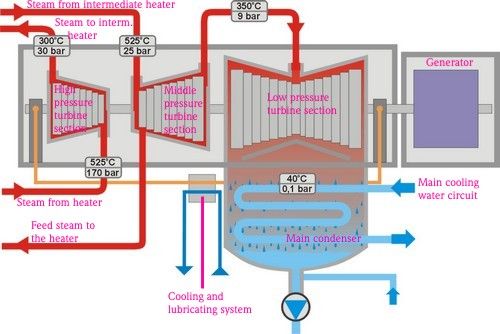 Steam from intermediate heater
Steam to interm.
heater
350°C
9 bar
300°C
30 bar
525°C
25 bar
High
pressure
turbine
section
Middle
pressure
turbine
section
Low pressure
turbine section
Generator
525°C
170 bar
Steam from heater
40°C
0,1 bar
Main cooling
water circuit
Feed steam to
the heater
Main condenser
Cooling and
lubricating system